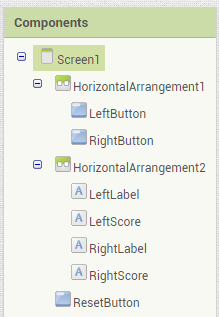 Components
Screen1
HorizontalArrangement1
LeftButton
RightButton
HorizontalArrangement2
A LeftLabel
A LeftScore
A RightLabel
A RightScore
ResetButton